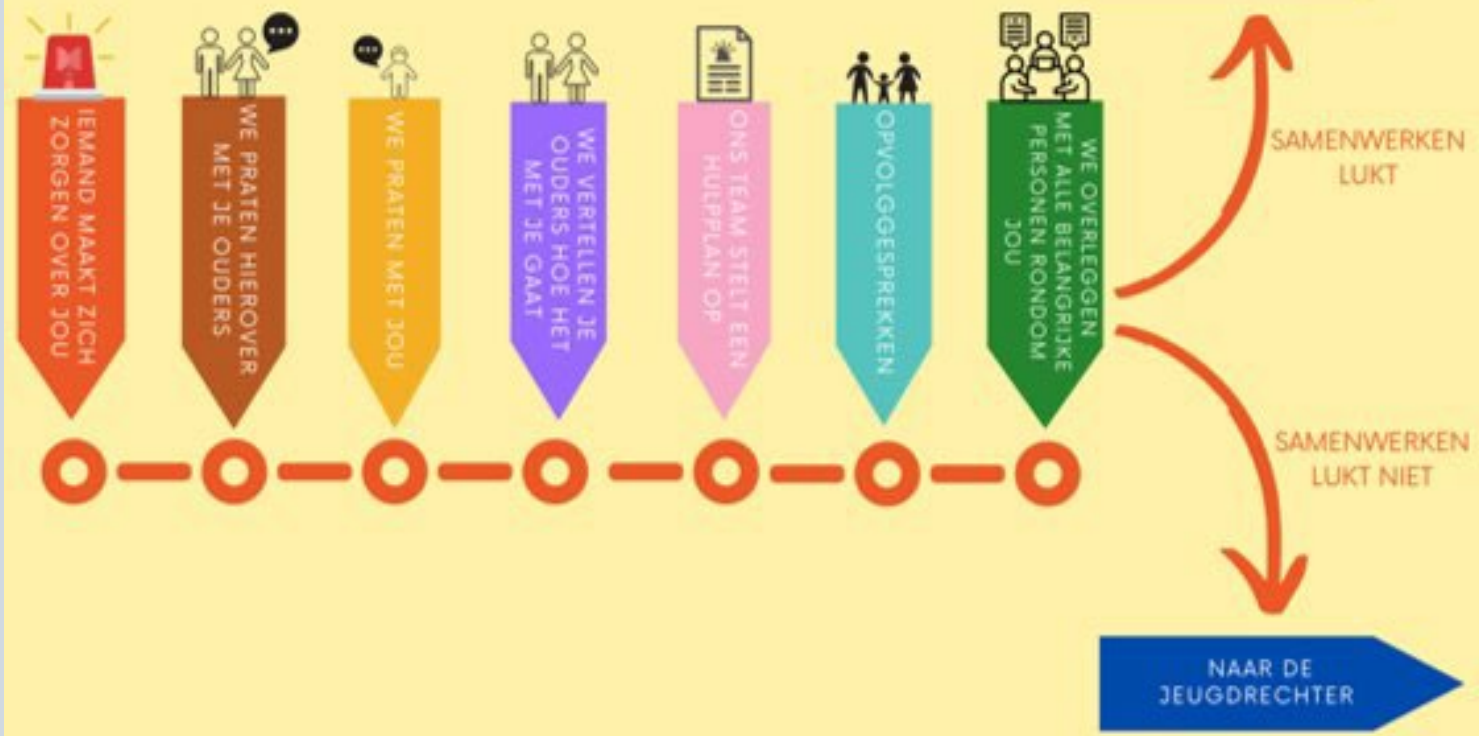 IEMAND MAAKT ZICH
ZORGEN OVER JOU
WE PRATEN HIEROVER
MET JE OUDERS
WE PRATEN MET JOU
WE VERTELLEN JE
OUDERS HOE HET
MET JE GAAT
ONS TEAM STELT EEN
HULPPLAN OP
OPVOLGGESPREKKEN
WE OVERLEGGEN
MET ALLE BELANGRIJKE
PERSONEN RONDOM
JOU
SAMENWERKEN
LUKT
SAMENWERKEN
LUKT NIET
NAAR DE
JEUGDRECHTER